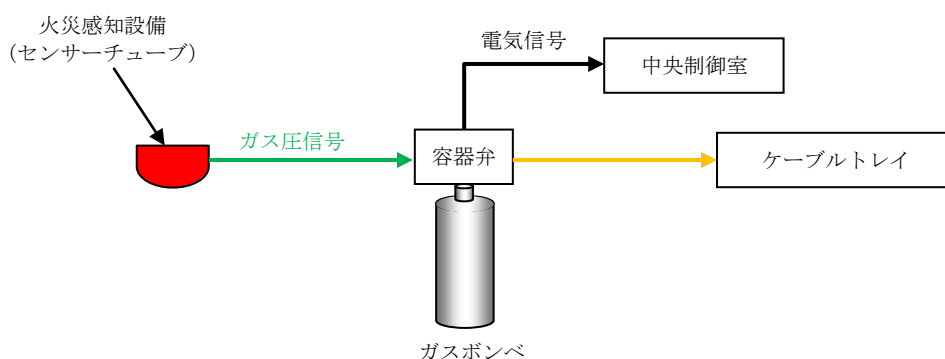 火災感知設備
(センサーチューブ)
電気信号
中央制御室
ガス圧信号
容器弁
ケーブルトレイ
ガスボンベ